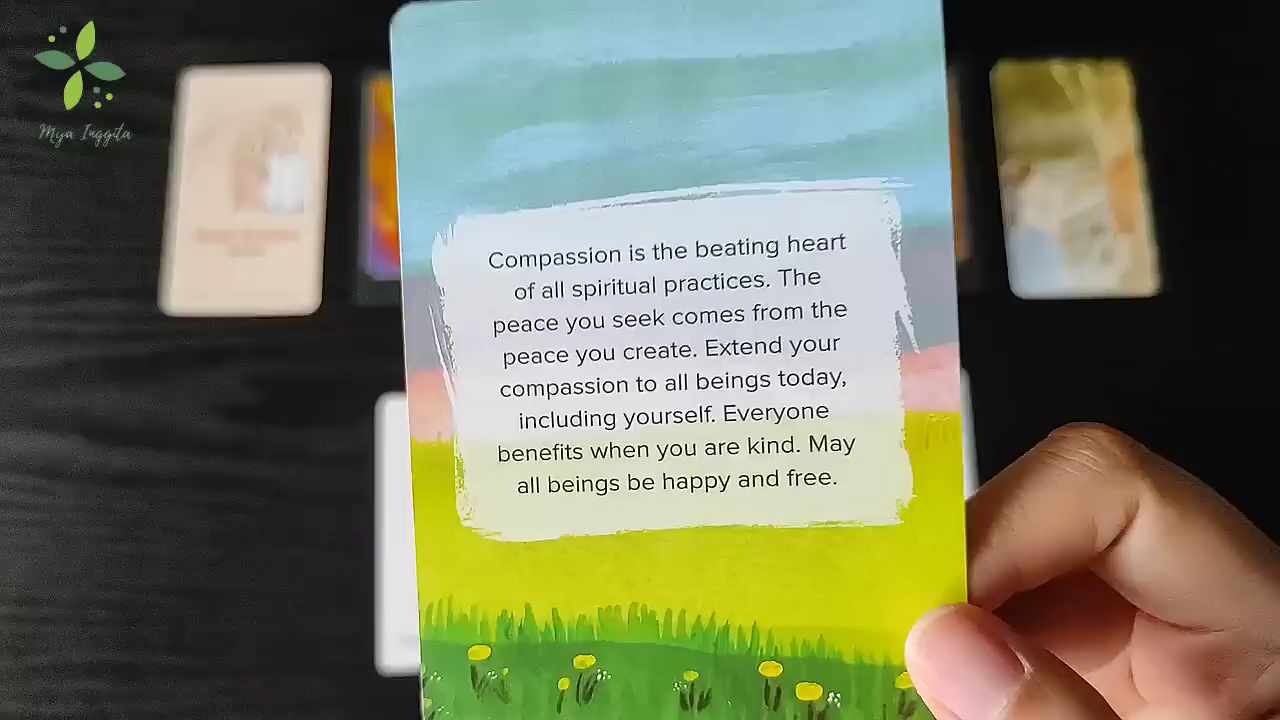 Mya Inggita
Compassion is the beating heart
of all spiritual practices. The
peace you seek comes from the
peace you create. Extend your
compassion to all beings today,
including yourself. Everyone
benefits when you are kind. May
all beings be happy and free.